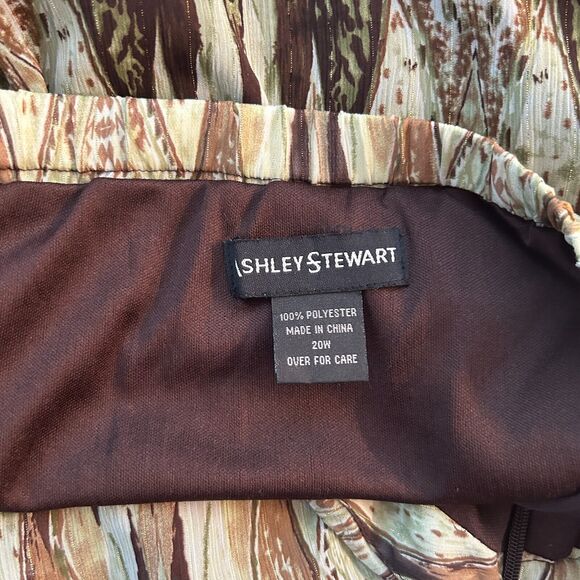 ASHLEY STEWART
100% POLYESTER
MADE IN CHINA
20W
OVER FOR CARE